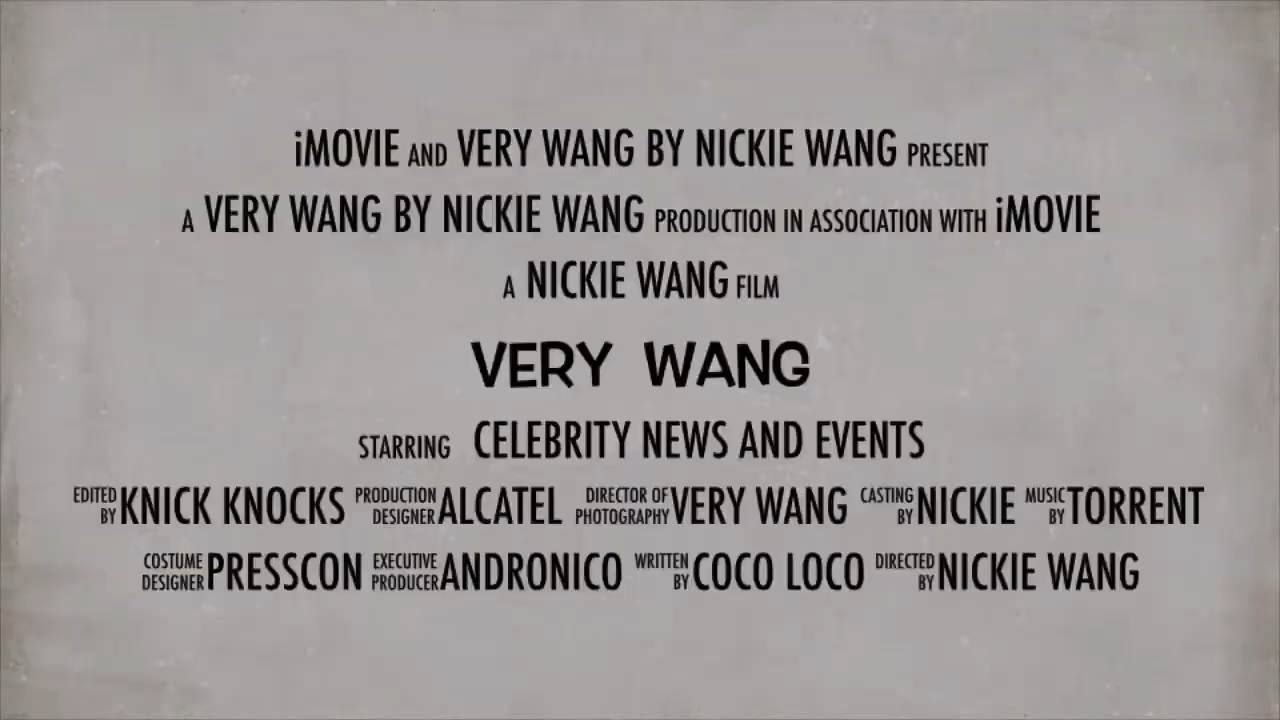 iMOVIE AND VERY WANG BY NICKIE WANG PRESENT
A VERY WANG BY NICKIE WANG PRODUCTION IN ASSOCIATION WITH iMOVIE
A NICKIE WANG FILM
VERY WANG
STARRING CELEBRITY NEWS AND EVENTS
EDITED BY KNICK KNOCKS PRODUCTION DESIGNER ALCATEL DIRECTOR OF PHOTOGRAPHY VERY WANG CASTING BY NICKIE MUSIC BY TORRENT
COSTUME DESIGNER PRESSCON EXECUTIVE PRODUCER ANDRONICO WRITTEN BY COCO LOCO DIRECTED BY NICKIE WANG